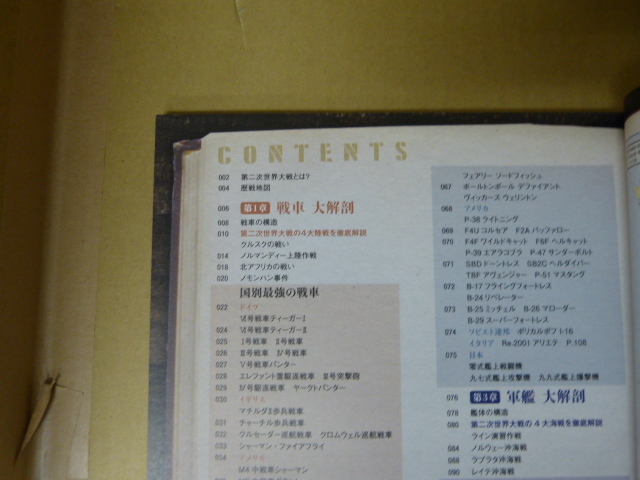 CONTENTS
002 第二次世界大戦とは?
004 歴戦地図
006 第1章 戦車 大解剖
008 戦車の構造
010 第二次世界大戦の4大陸戦を徹底解説
クルスクの戦い
014 ノルマンディー上陸作戦
018 北アフリカの戦い
020 ノモンハン事件
国別最強の戦車
022 ドイツ
Ⅵ号戦車ティーガーⅠ
024 Ⅵ号戦車ティーガーⅡ
025 Ⅰ号戦車 Ⅱ号戦車
026 Ⅲ号戦車 Ⅳ号戦車
027 Ⅴ号戦車パンター
028 エレファント重駆逐戦車 Ⅲ号突撃砲
029 Ⅳ号駆逐戦車 ヤークトパンター
030 イギリス
マチルダⅡ歩兵戦車
031 チャーチル歩兵戦車
032 クルセーダー巡航戦車 クロムウェル巡航戦車
033 シャーマン・ファイアフライ
034 アメリカ
M4中戦車シャーマン
フェアリー ソードフィッシュ
067 ボールトンポール デファイアント
ヴィッカース ウェリントン
068 アメリカ
P-38 ライトニング
069 F4U コルセア F2A バッファロー
070 F4F ワイルドキャット F6F ヘルキャット
P-39 エアラコブラ P-47 サンダーボルト
071 SBD ドーントレス SB2C ヘルダイバー
TBF アヴェンジャー P-51 マスタング
072 B-17 フライングフォートレス
B-24 リベレーター
073 B-25 ミッチェル B-26 マローダー
B-29 スーパーフォートレス
074 ソビエト連邦 ポリカルポフ I-16
イタリア Re.2001 アリエテ P.108
075 日本
零式艦上戦闘機
九七式艦上攻撃機 九九式艦上爆撃機
076 第3章 軍艦 大解剖
078 艦体の構造
080 第二次世界大戦の4大海戦を徹底解説
ライン演習作戦
084 ノルウェー沖海戦
088 ラプラタ沖海戦
090 レイテ沖海戦